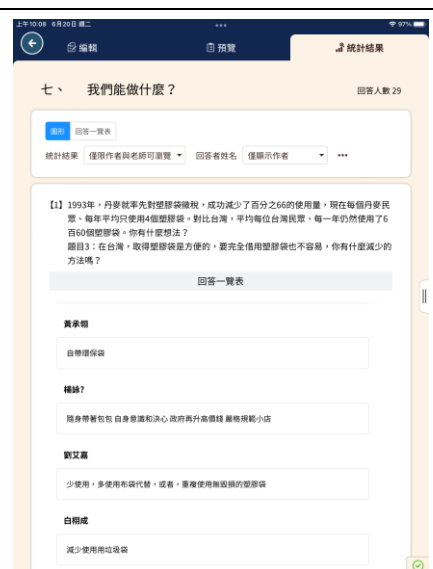 上午10:08 6月20日 週二
97%
編輯
預覽
統計結果
七、 我們能做什麼?
回答人數 29
圖形 回答一覽表
統計結果 僅限作者與老師可瀏覽 回答者姓名 僅顯示作者
【1】1993年,丹麥就率先對塑膠袋徵稅,成功減少了百分之66的使用量,現在每個丹麥民
眾、每年平均只使用4個塑膠袋。對比台灣,平均每位台灣民眾、每一年仍然使用了6
百60個塑膠袋。你有什麼想法?
題目3:在台灣,取得塑膠袋是方便的,要完全借用塑膠袋也不容易,你有什麼減少的
方法嗎?
回答一覽表
黃承
自帶環保袋
楊詠?
隨身帶著包包 自身意識和決心 政府再升高價錢 嚴格規範小店
劉艾嘉
少使用,多使用布袋代替,或者,重複使用無毀損的塑膠袋
白栩成
減少使用用垃圾袋